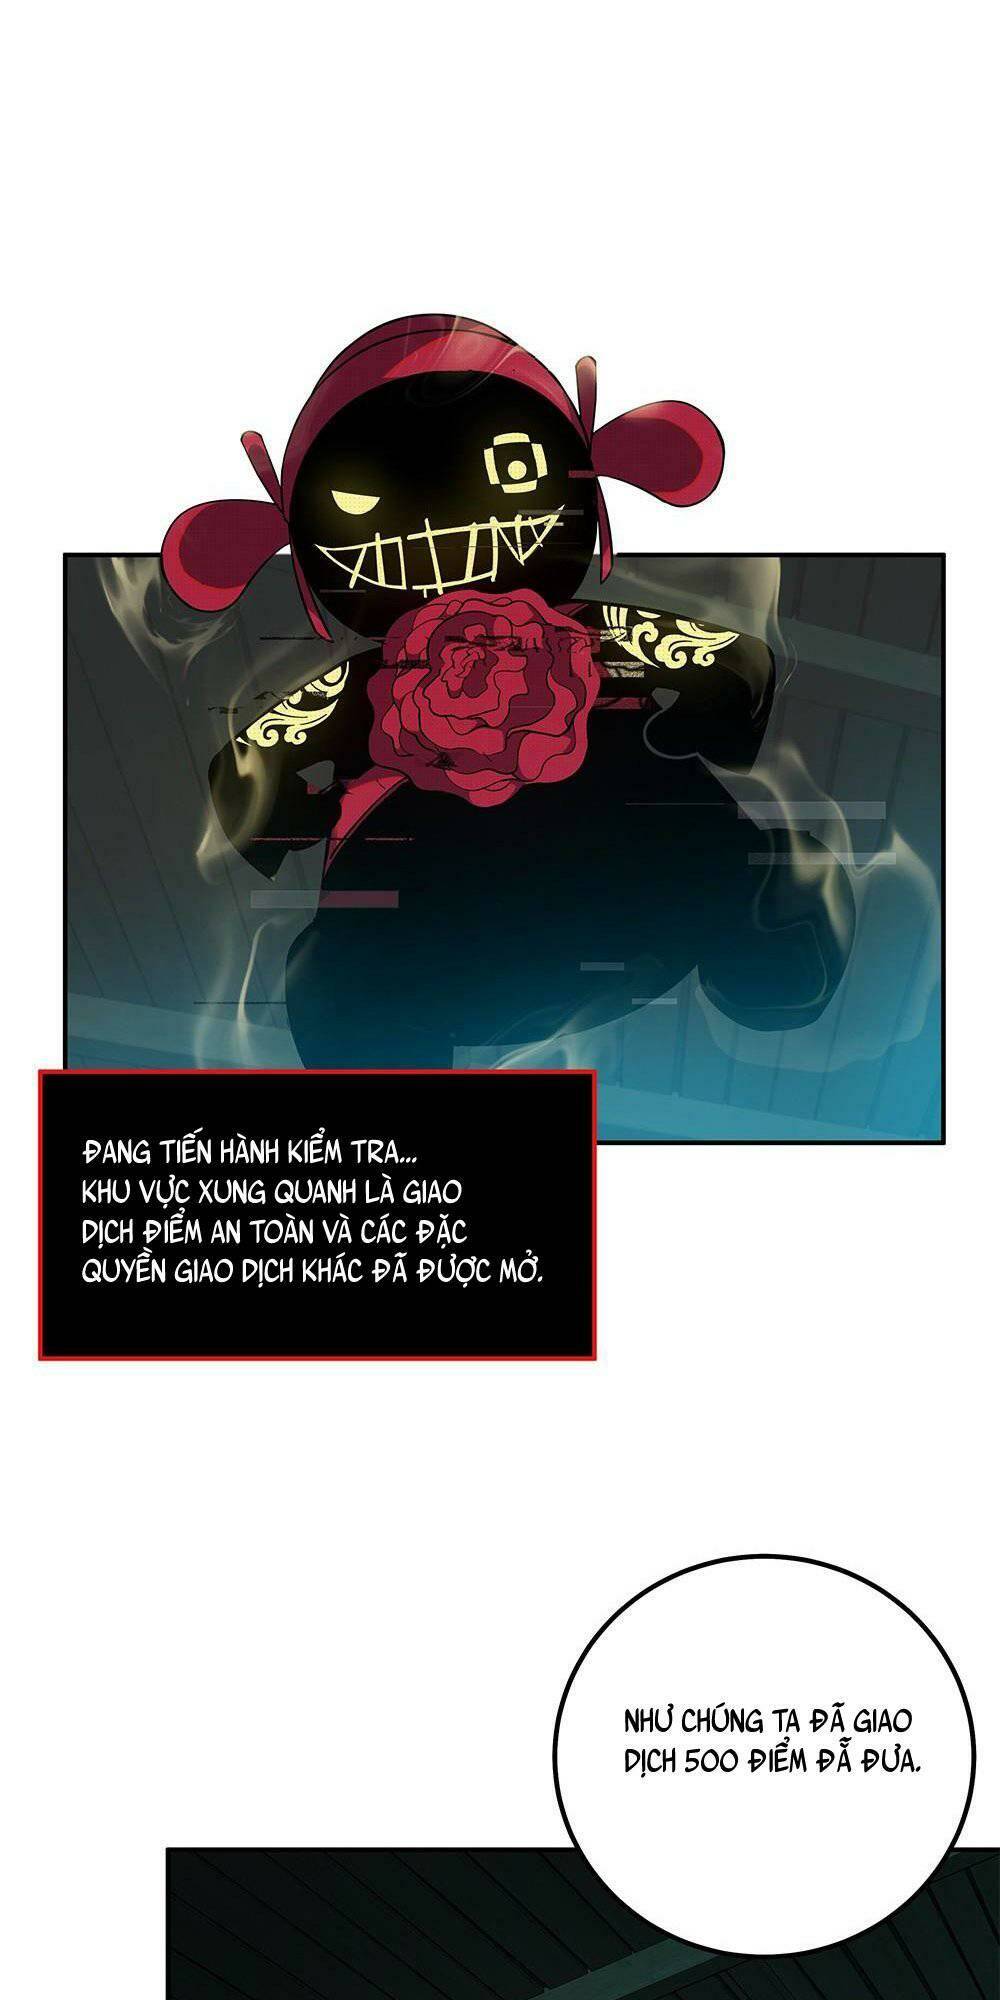 ĐANG TIẾN HÀNH KIỂM TRA...
KHU VỰC XUNG QUANH LÀ GIAO
DỊCH ĐIỂM AN TOÀN VÀ CÁC ĐẶC
QUYỀN GIAO DỊCH KHÁC ĐÃ ĐƯỢC MỞ.
NHƯ CHÚNG TA ĐÃ GIAO
DỊCH 500 ĐIỂM ĐÃ ĐƯA.